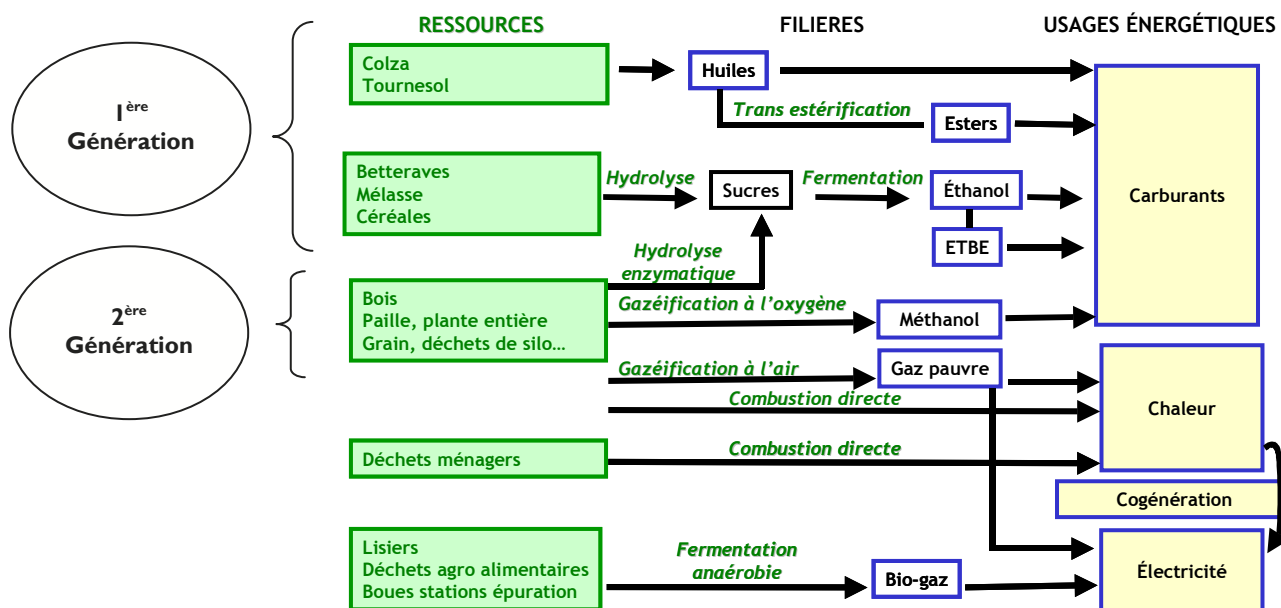 RESSOURCES
FILIERES
USAGES ÉNERGÉTIQUES
1ère
Génération
Colza
Tournesol
Huiles
Trans estérification
Esters
Betteraves
Mélasse
Céréales
Hydrolyse
Sucres
Fermentation
Éthanol
ETBE
Carburants
Hydrolyse
enzymatique
2ère
Génération
Bois
Paille, plante entière
Grain, déchets de silo…
Gazéification à l’oxygène
Méthanol
Gazéification à l’air
Gaz pauvre
Combustion directe
Chaleur
Déchets ménagers
Combustion directe
Cogénération
Lisiers
Déchets agro alimentaires
Boues stations épuration
Fermentation
anaérobie
Bio-gaz
Électricité